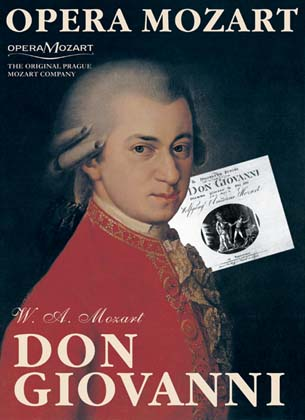 OPERA MOZART
OPERAMOZART
THE ORIGINAL PRAGUE
MOZART COMPANY
DON GIOVANNI
W. A. Mozart
DON
GIOVANNI